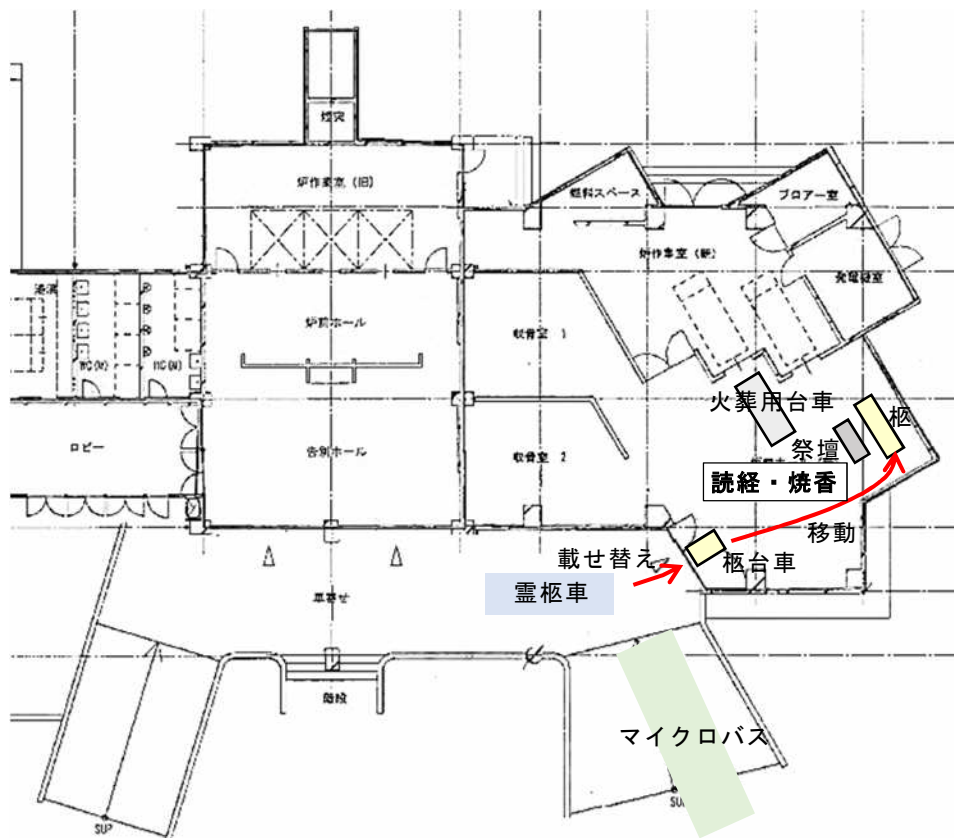 煙突
炉作業室（旧）
燃料スペース
ブロアー室
炉作業室（新）
発電機室
湯沸
WC(W)
WC(M)
炉前ホール
収骨室 1
火葬用台車
柩
祭壇
ロビー
告別ホール
収骨室 2
読経・焼香
移動
載せ替え
柩台車
霊柩車
車寄せ
階段
マイクロバス
SUP